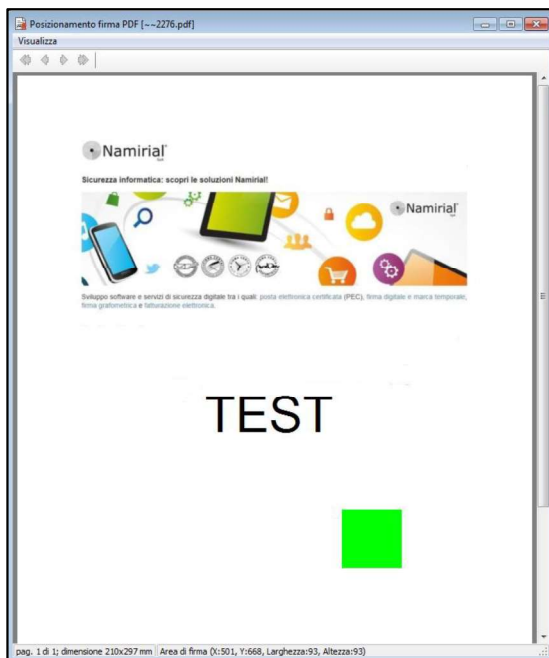 Posizionamento firma PDF [~~2276.pdf]
Visualizza
Namirial
Sicurezza informatica: scopri le soluzioni Namirial!
Namirial
Sviluppo software e servizi di sicurezza digitale tra i quali: posta elettronica certificata (PEC), firma digitale e marca temporale,
firma grafometrica e fatturazione elettronica.
TEST
pag. 1 di 1; dimensione 210x297 mm Area di firma (X:501, Y:668, Larghezza:93, Altezza:93)